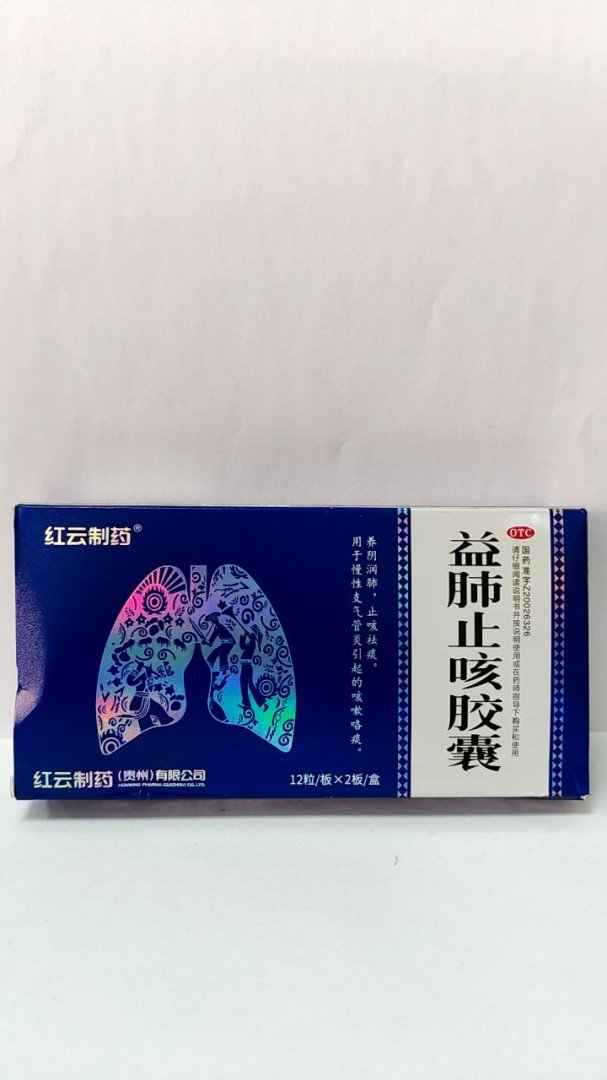 红云制药®
养阴润肺，止咳祛痰。
用于慢性支气管炎引起的咳嗽咯痰。
红云制药(贵州)有限公司
HONWING PHARMA (GUIZHOU) CO.,LTD.
12粒/板×2板/盒
OTC
国药准字Z20026326
请仔细阅读说明书并按说明使用或在药师指导下购买和使用
益肺止咳胶囊